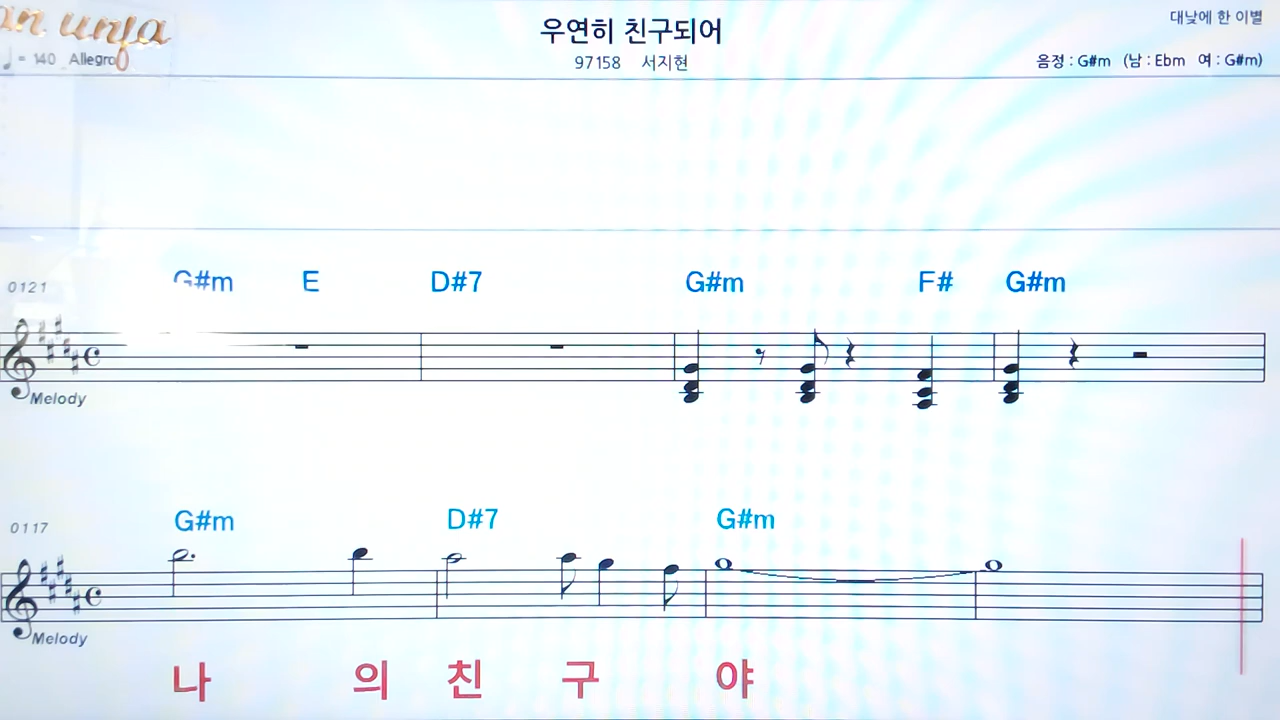 우연히 친구되어
대낮에 한 이별
♩= 140 Allegro
97158 서지현
음정 : G#m (남 : Ebm 여 : G#m)
G#m E D#7 G#m F# G#m
0121
Melody
G#m D#7 G#m
0117
Melody
나 의 친 구 야